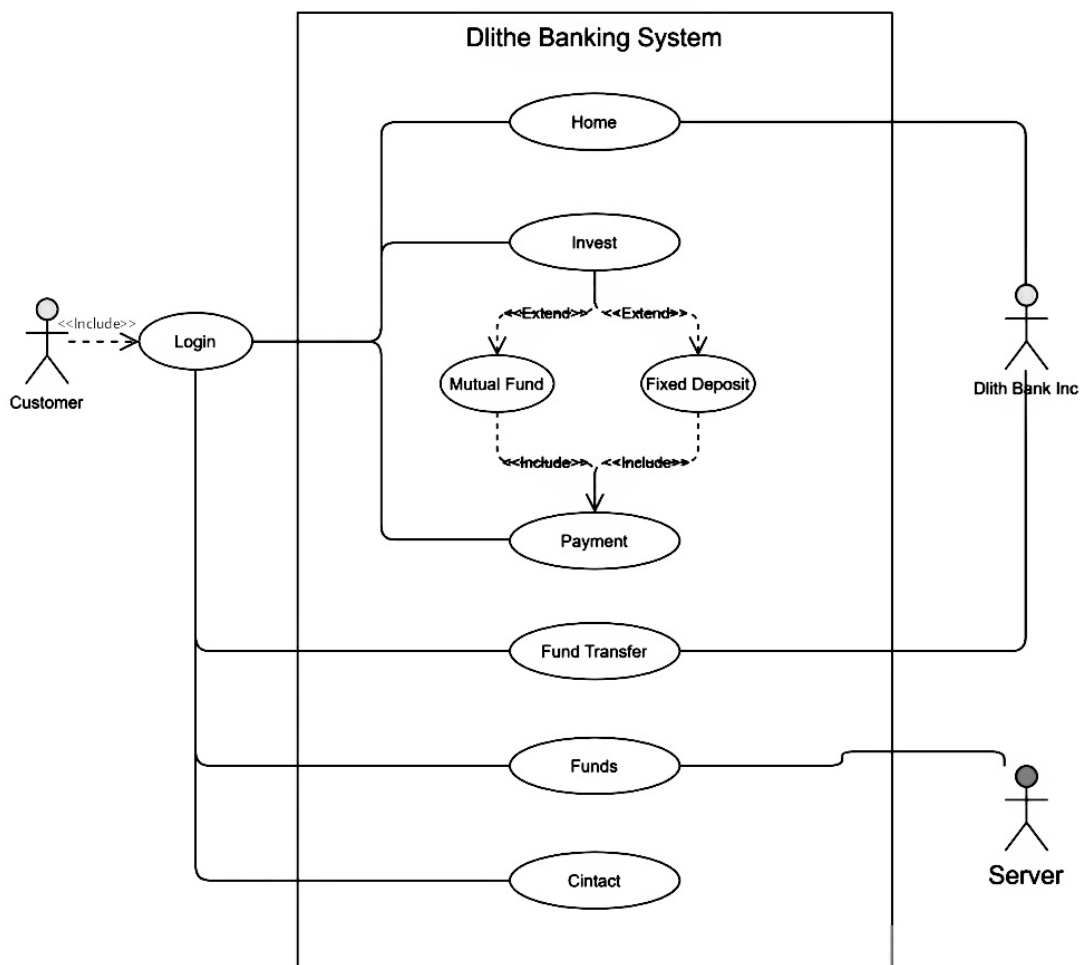 Dlithe Banking System
Home
Invest
<<Include>>
<<Extend>>
<<Extend>>
Login
Mutual Fund
Fixed Deposit
Customer
Dlith Bank Inc
<<Include>>
<<Include>>
Payment
Fund Transfer
Funds
Cintact
Server